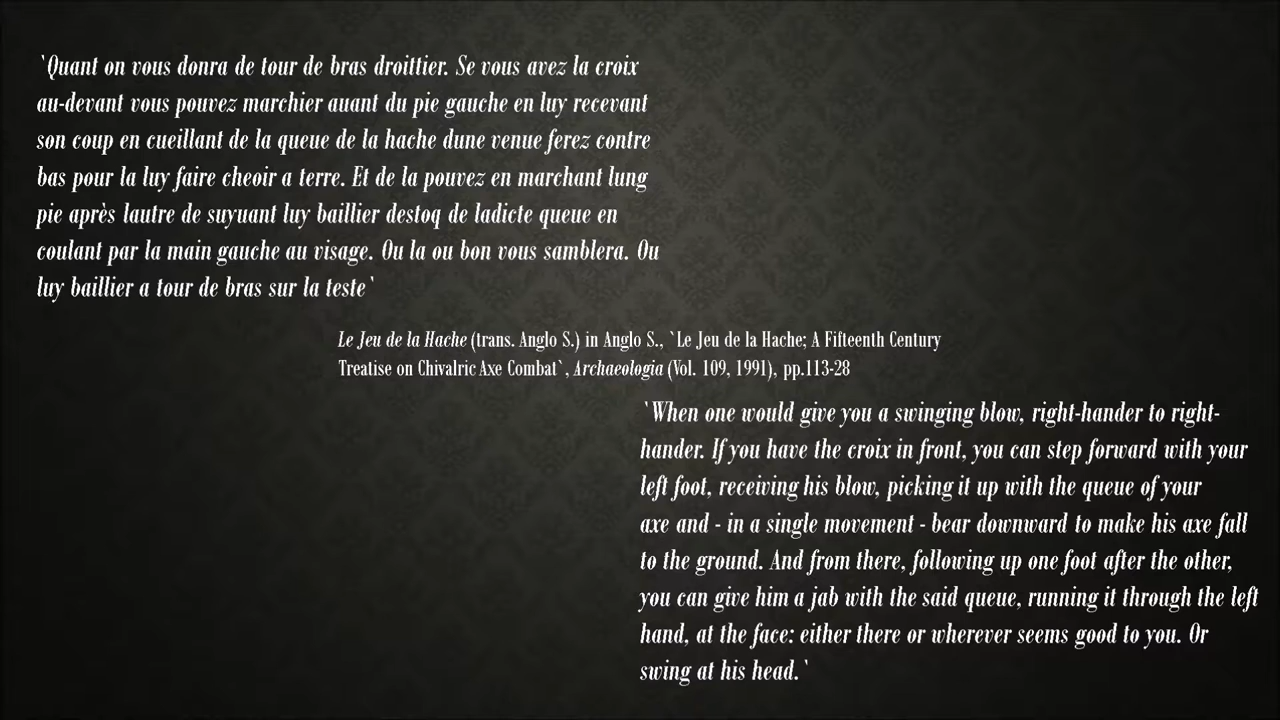 `Quant on vous donra de tour de bras droittier. Se vous avez la croix
au-devant vous pouvez marchier auant du pie gauche en luy recevant
son coup en cueillant de la queue de la hache dune venue ferez contre
bas pour la luy faire cheoir a terre. Et de la pouvez en marchant lung
pie après lautre de suyuant luy baillier destoq de ladicte queue en
coulant par la main gauche au visage. Ou la ou bon vous samblera. Ou
luy baillier a tour de bras sur la teste`
Le Jeu de la Hache (trans. Anglo S.) in Anglo S., `Le Jeu de la Hache; A Fifteenth Century
Treatise on Chivalric Axe Combat`, Archaeologia (Vol. 109, 1991), pp.113-28
`When one would give you a swinging blow, right-hander to right-
hander. If you have the croix in front, you can step forward with your
left foot, receiving his blow, picking it up with the queue of your
axe and - in a single movement - bear downward to make his axe fall
to the ground. And from there, following up one foot after the other,
you can give him a jab with the said queue, running it through the left
hand, at the face: either there or wherever seems good to you. Or
swing at his head.`